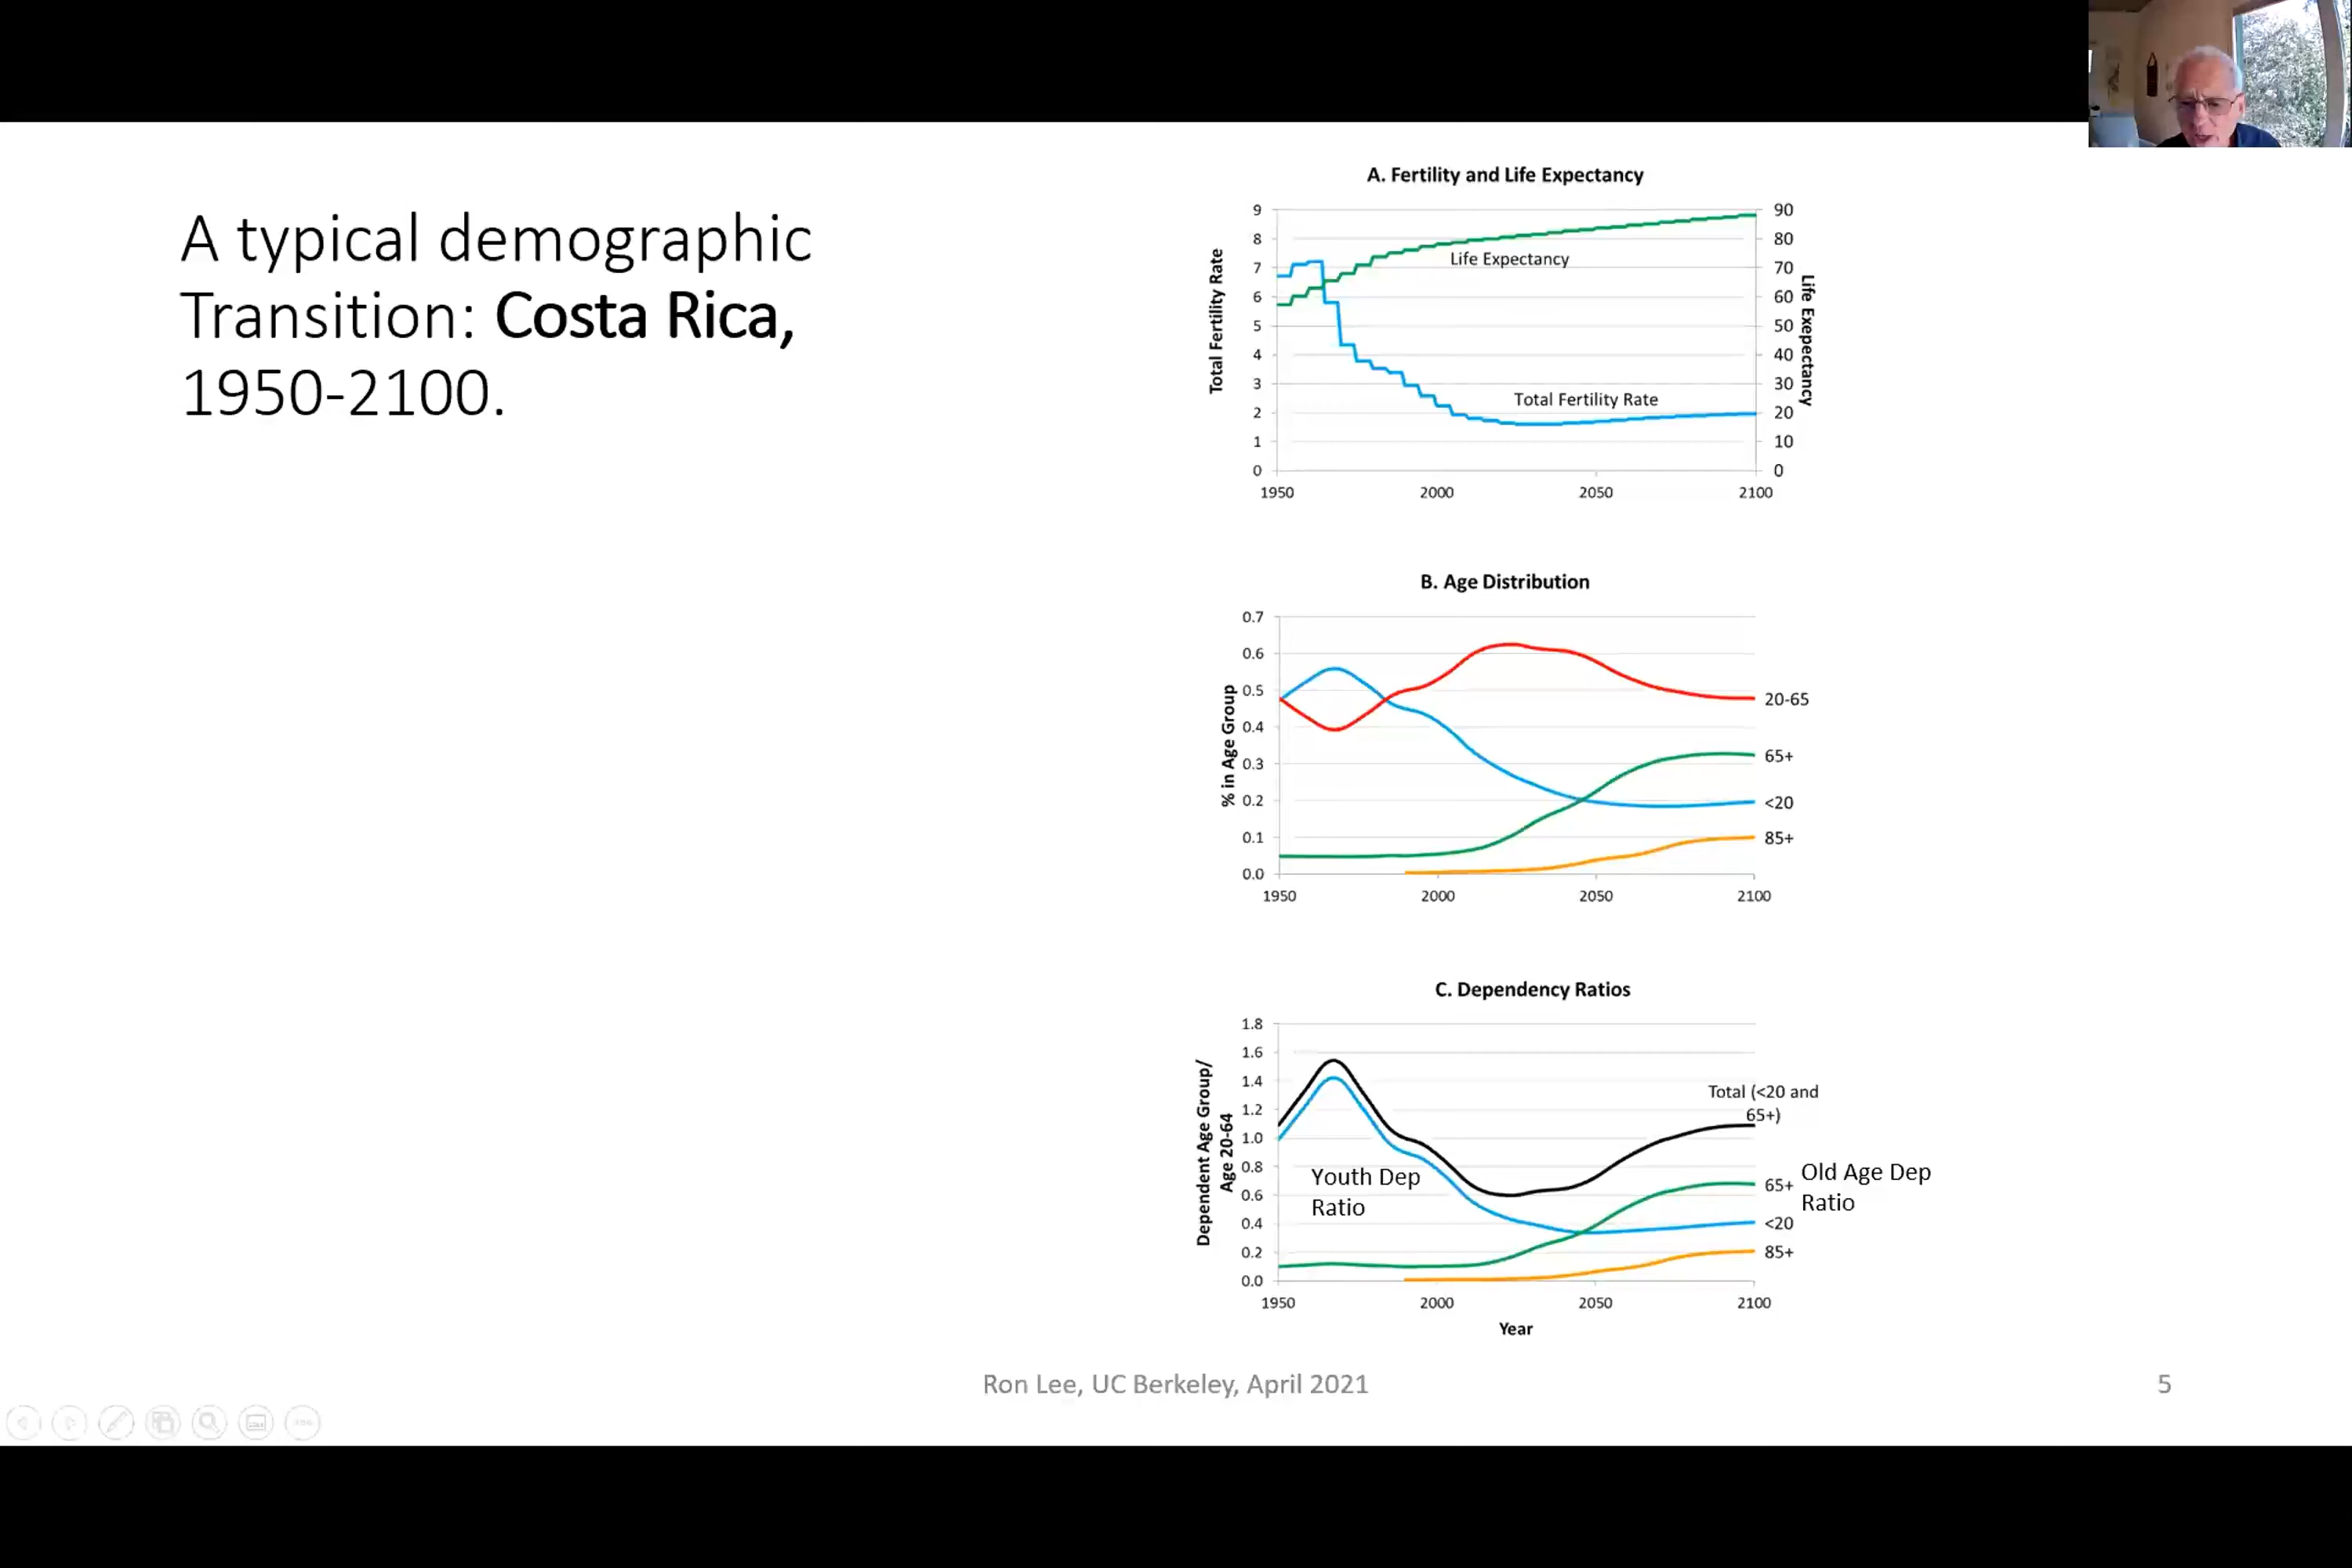 A typical demographic
Transition: Costa Rica,
1950-2100.
A. Fertility and Life Expectancy
9
8
7
6
5
4
3
2
1
0
Total Fertility Rate
90
80
70
60
50
40
30
20
10
0
Life Exepectancy
Life Expectancy
Total Fertility Rate
1950 2000 2050 2100
B. Age Distribution
0.7
0.6
0.5
0.4
0.3
0.2
0.1
0.0
% in Age Group
20-65
65+
<20
85+
1950 2000 2050 2100
C. Dependency Ratios
1.8
1.6
1.4
1.2
1.0
0.8
0.6
0.4
0.2
0.0
Dependent Age Group/
Age 20-64
Total (<20 and
65+)
Youth Dep
Ratio
65+
Old Age Dep
Ratio
<20
85+
1950 2000 2050 2100
Year
Ron Lee, UC Berkeley, April 2021
5